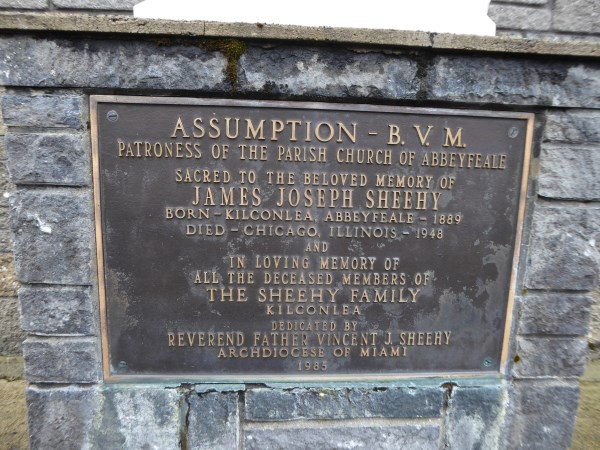 ASSUMPTION - B. V. M.
PATRONESS OF THE PARISH CHURCH OF ABBEYFEALE
SACRED TO THE BELOVED MEMORY OF
JAMES JOSEPH SHEEHY
BORN - KILCONLEA, ABBEYFEALE - 1889
DIED - CHICAGO, ILLINOIS - 1948
AND
IN LOVING MEMORY OF
ALL THE DECEASED MEMBERS OF
THE SHEEHY FAMILY
KILCONLEA
DEDICATED BY
REVEREND FATHER VINCENT J. SHEEHY
ARCHDIOCESE OF MIAMI
1985